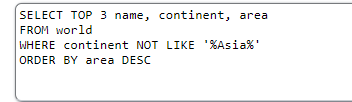 SELECT TOP 3 name, continent, area
FROM world
WHERE continent NOT LIKE '%Asia%'
ORDER BY area DESC